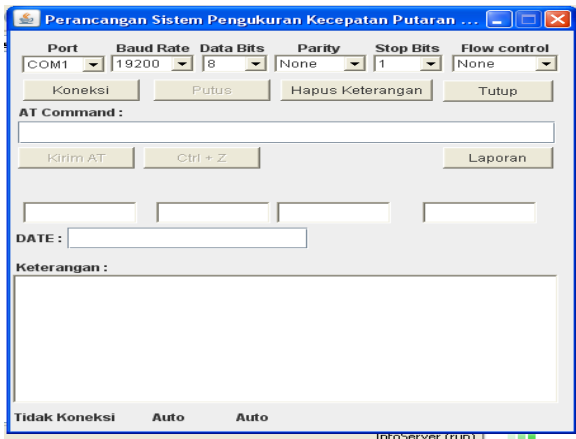 Perancangan Sistem Pengukuran Kecepatan Putaran ...
Port Baud Rate Data Bits Parity Stop Bits Flow control
COM1 19200 8 None 1 None
Koneksi Putus Hapus Keterangan Tutup
AT Command :
Kirim AT Ctrl + Z Laporan
DATE :
Keterangan :
Tidak Koneksi Auto Auto
InfoServer (run)